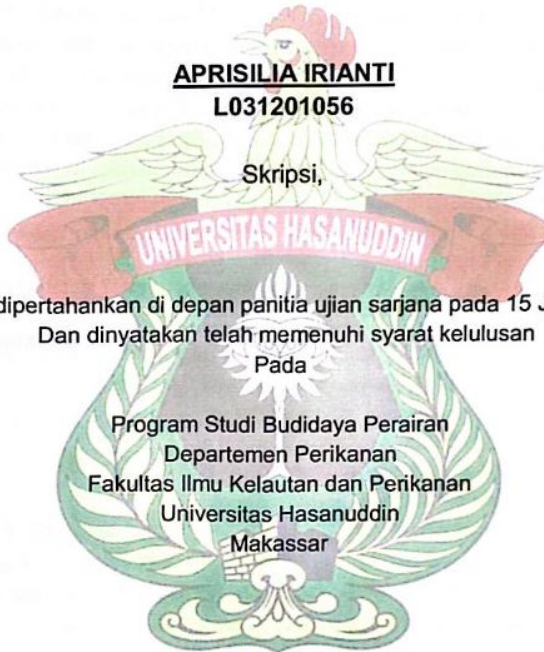 APRISILIA IRIANTI
L031201056
Skripsi,
UNIVERSITAS HASANUDDIN
dipertahankan di depan panitia ujian sarjana pada 15 J
Dan dinyatakan telah memenuhi syarat kelulusan
Pada
Program Studi Budidaya Perairan
Departemen Perikanan
Fakultas Ilmu Kelautan dan Perikanan
Universitas Hasanuddin
Makassar